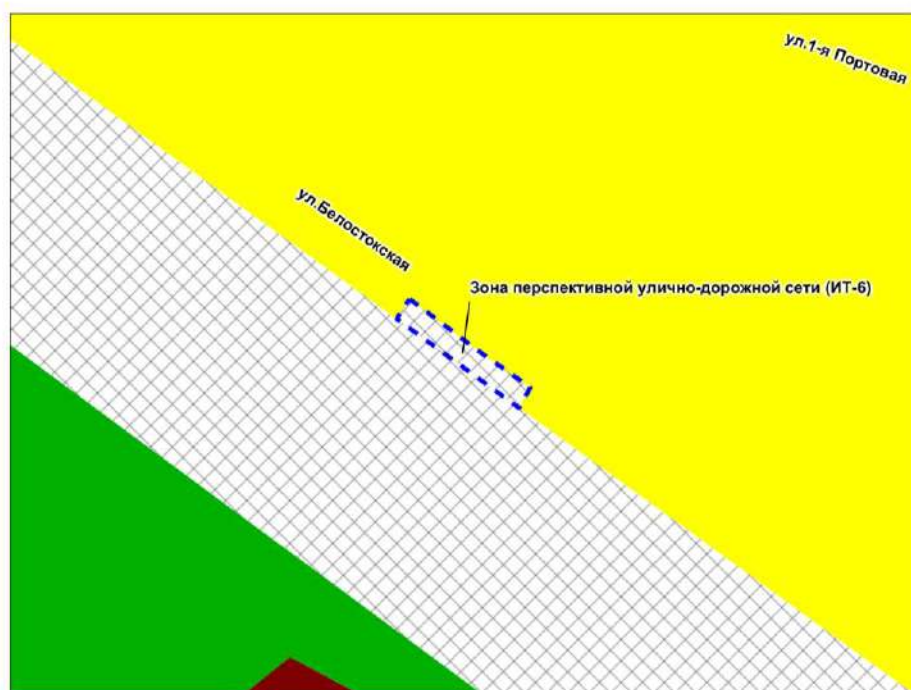 ул.1-я Портовая
ул.Белостокская
Зона перспективной улично-дорожной сети (ИТ-6)